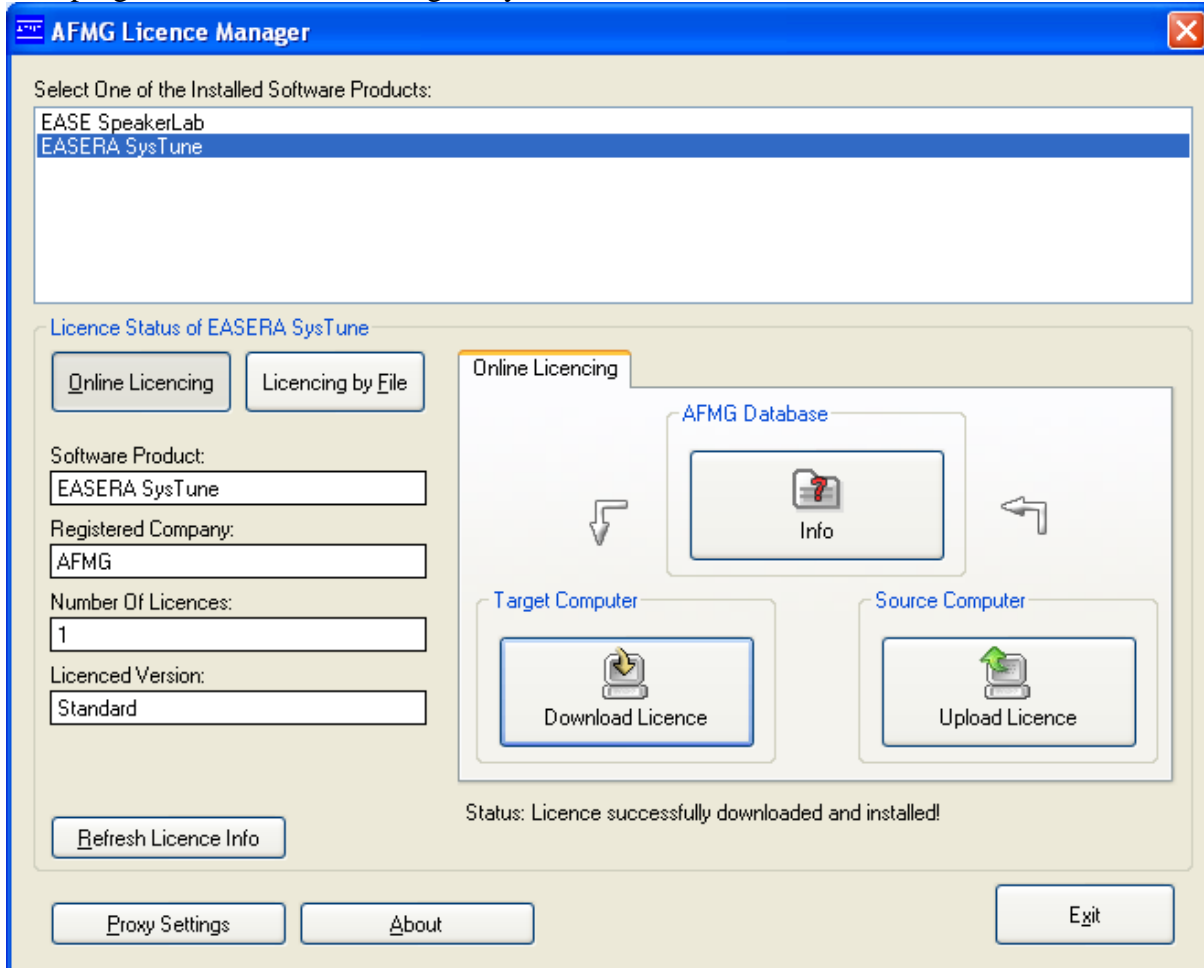 AFMG Licence Manager
Select One of the Installed Software Products:
EASE SpeakerLab
EASERA SysTune
Licence Status of EASERA SysTune
Online Licencing
Licencing by File
Software Product:
EASERA SysTune
Registered Company:
AFMG
Number Of Licences:
1
Licenced Version:
Standard
Refresh Licence Info
Online Licencing
AFMG Database
Info
Target Computer
Download Licence
Source Computer
Upload Licence
Status: Licence successfully downloaded and installed!
Proxy Settings
About
Exit